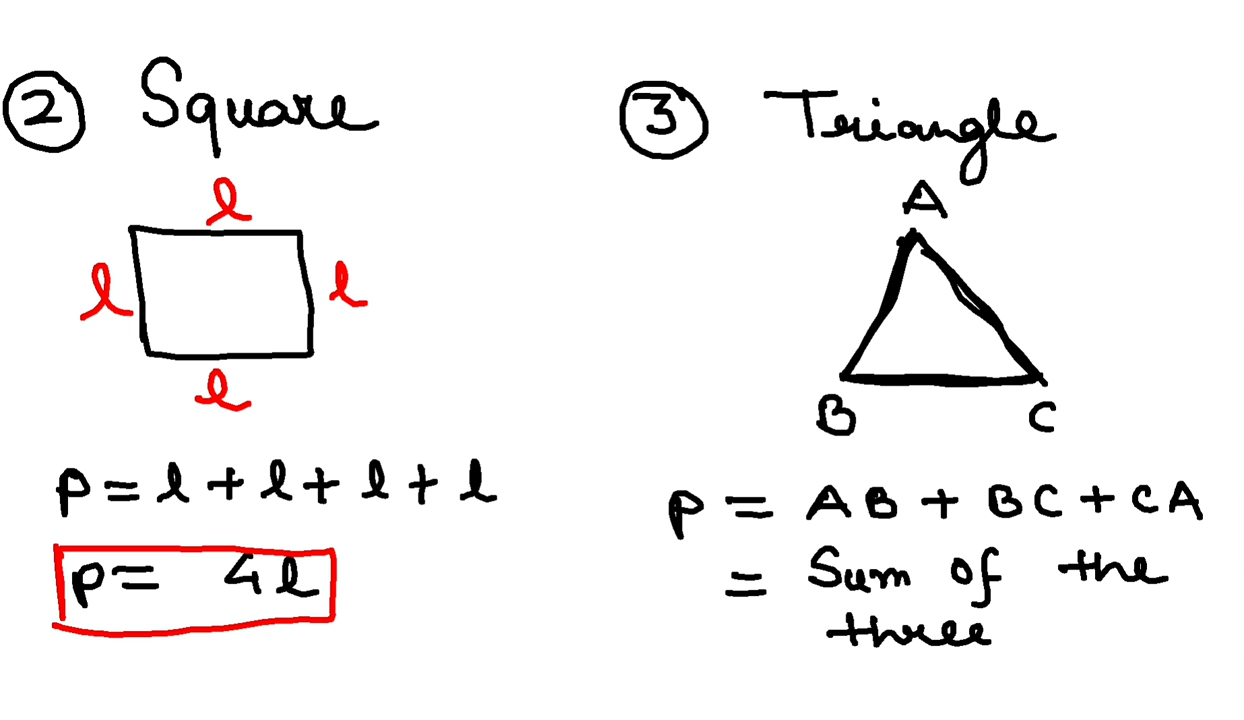 ② Square
l
l
l
l
P = l + l + l + l
P = 4l
③ Triangle
A
B
C
P = AB + BC + CA
= Sum of the
three